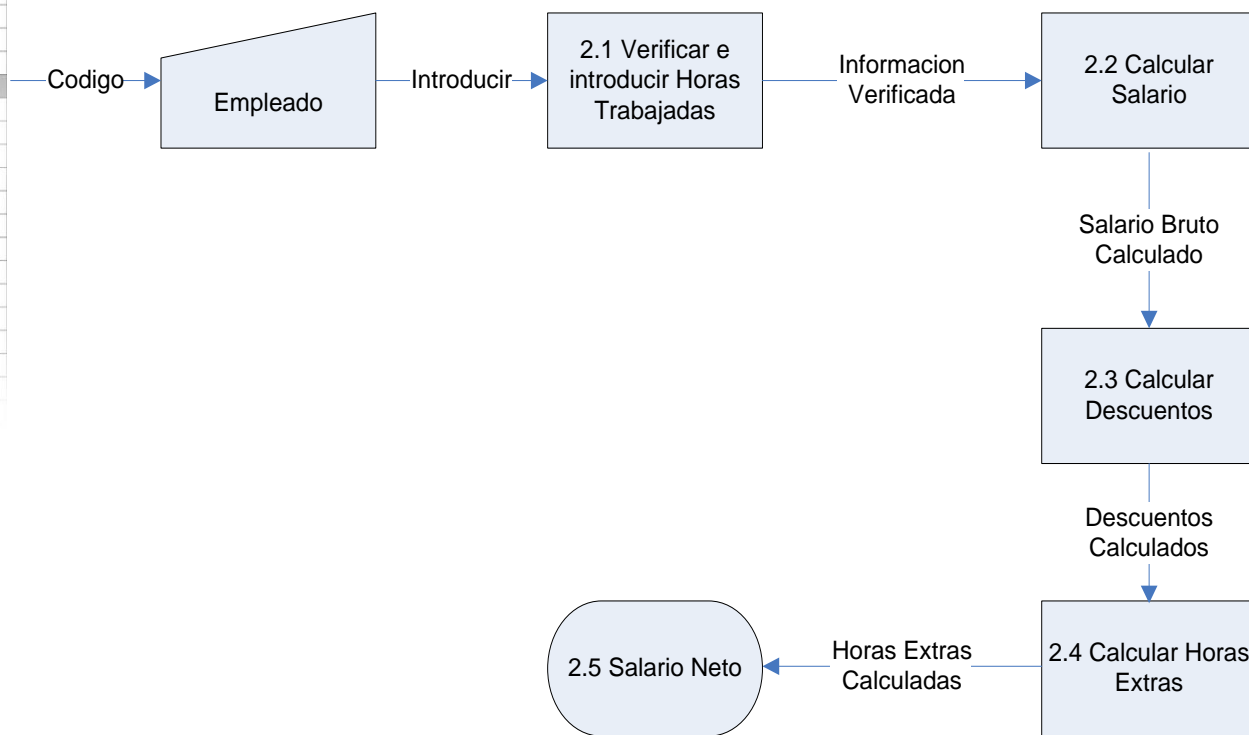 Codigo
Empleado
Introducir
2.1 Verificar e
introducir Horas
Trabajadas
Informacion
Verificada
2.2 Calcular
Salario
Salario Bruto
Calculado
2.3 Calcular
Descuentos
Descuentos
Calculados
2.4 Calcular Horas
Extras
Horas Extras
Calculadas
2.5 Salario Neto